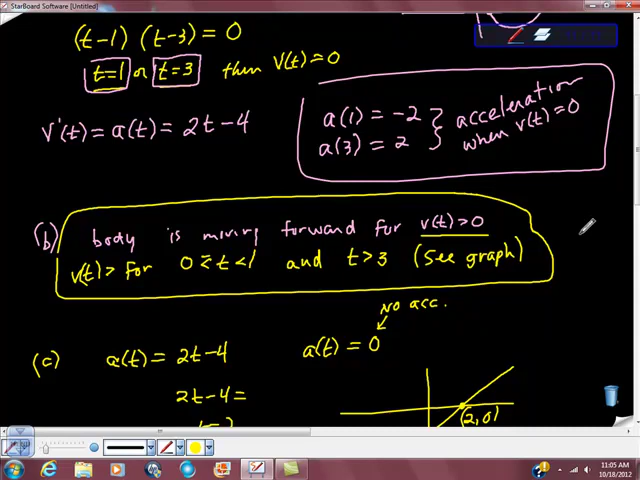 StarBoard Software [Untitled]
(t-1) (t-3) = 0
t=1 or t=3 then V(t)=0
V'(t) = a(t) = 2t-4
a(1) = -2
a(3) = 2
acceleration
when v(t)=0
(b) body is moving forward for v(t)>0
V(t)> For 0≤t<1 and t>3 (See graph)
NO acc.
(c) a(t) = 2t-4 a(t) = 0
2t-4=
(2,0)
11:05 AM
10/18/2012